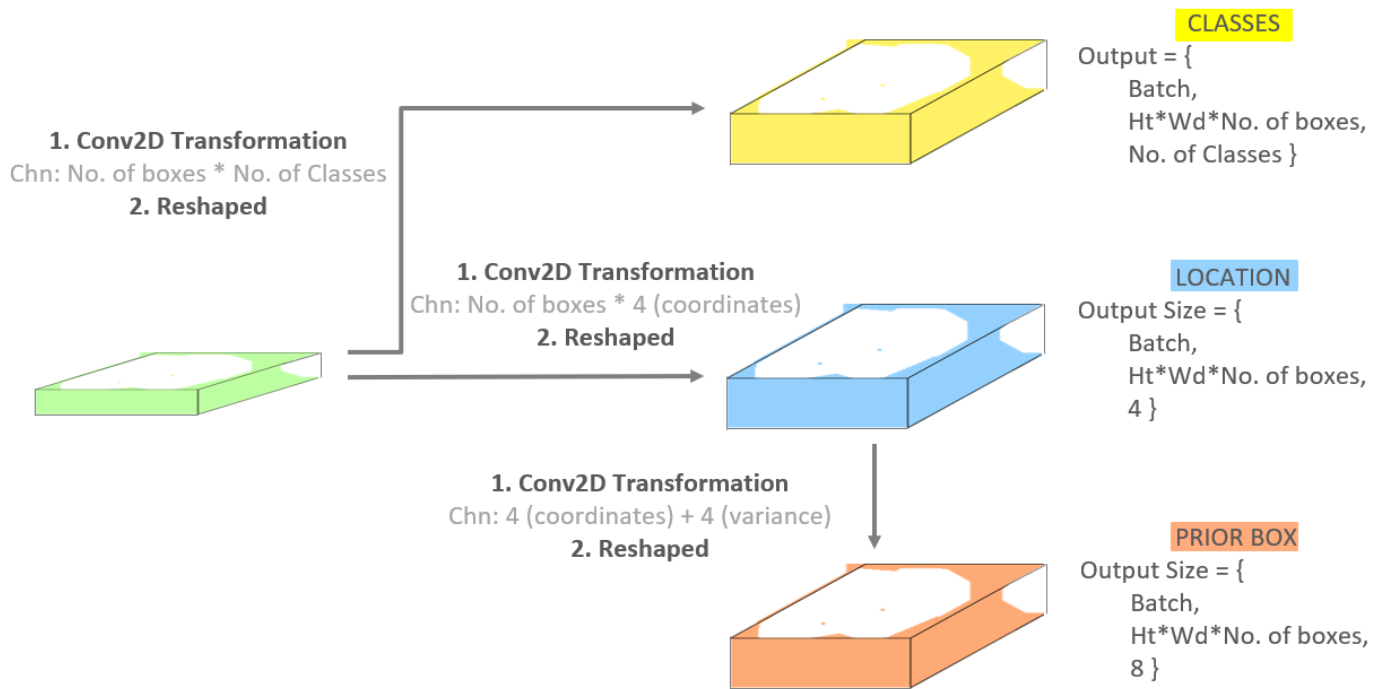 CLASSES
Output = {
Batch,
Ht*Wd*No. of boxes,
No. of Classes }
1. Conv2D Transformation
Chn: No. of boxes * No. of Classes
2. Reshaped
1. Conv2D Transformation
Chn: No. of boxes * 4 (coordinates)
2. Reshaped
LOCATION
Output Size = {
Batch,
Ht*Wd*No. of boxes,
4 }
1. Conv2D Transformation
Chn: 4 (coordinates) + 4 (variance)
2. Reshaped
PRIOR BOX
Output Size = {
Batch,
Ht*Wd*No. of boxes,
8 }